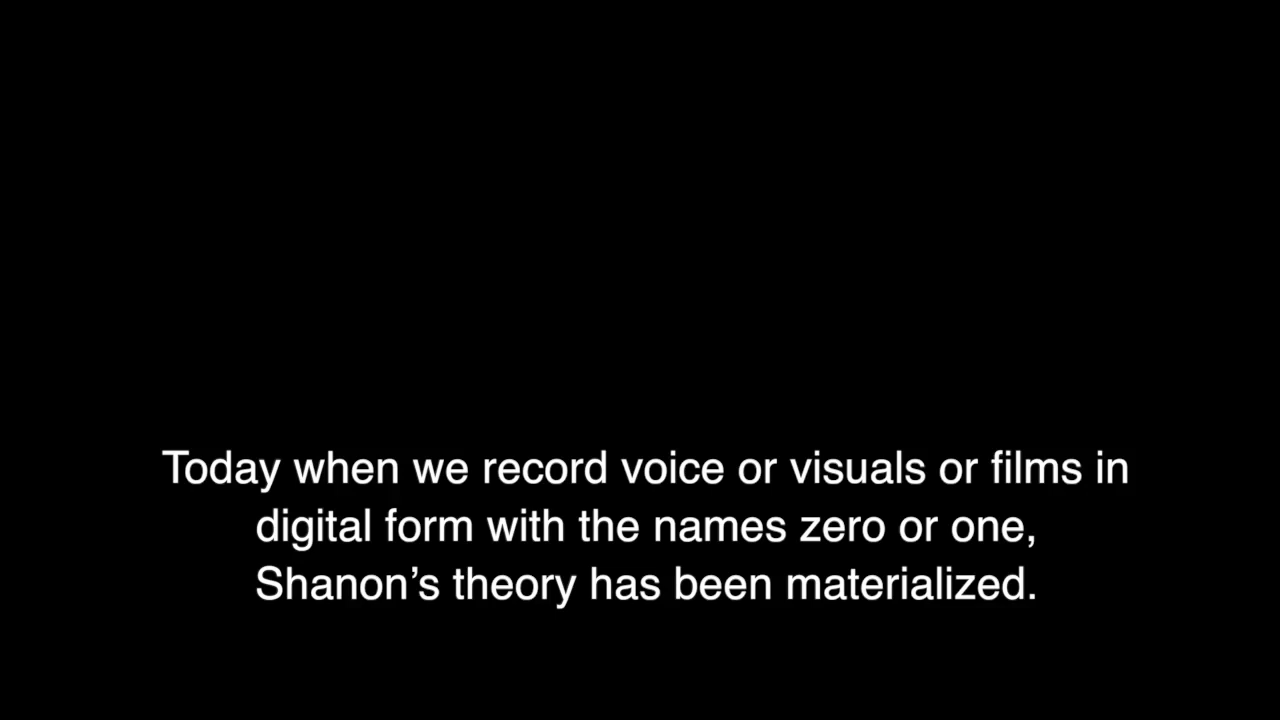 Today when we record voice or visuals or films in
digital form with the names zero or one,
Shanon’s theory has been materialized.